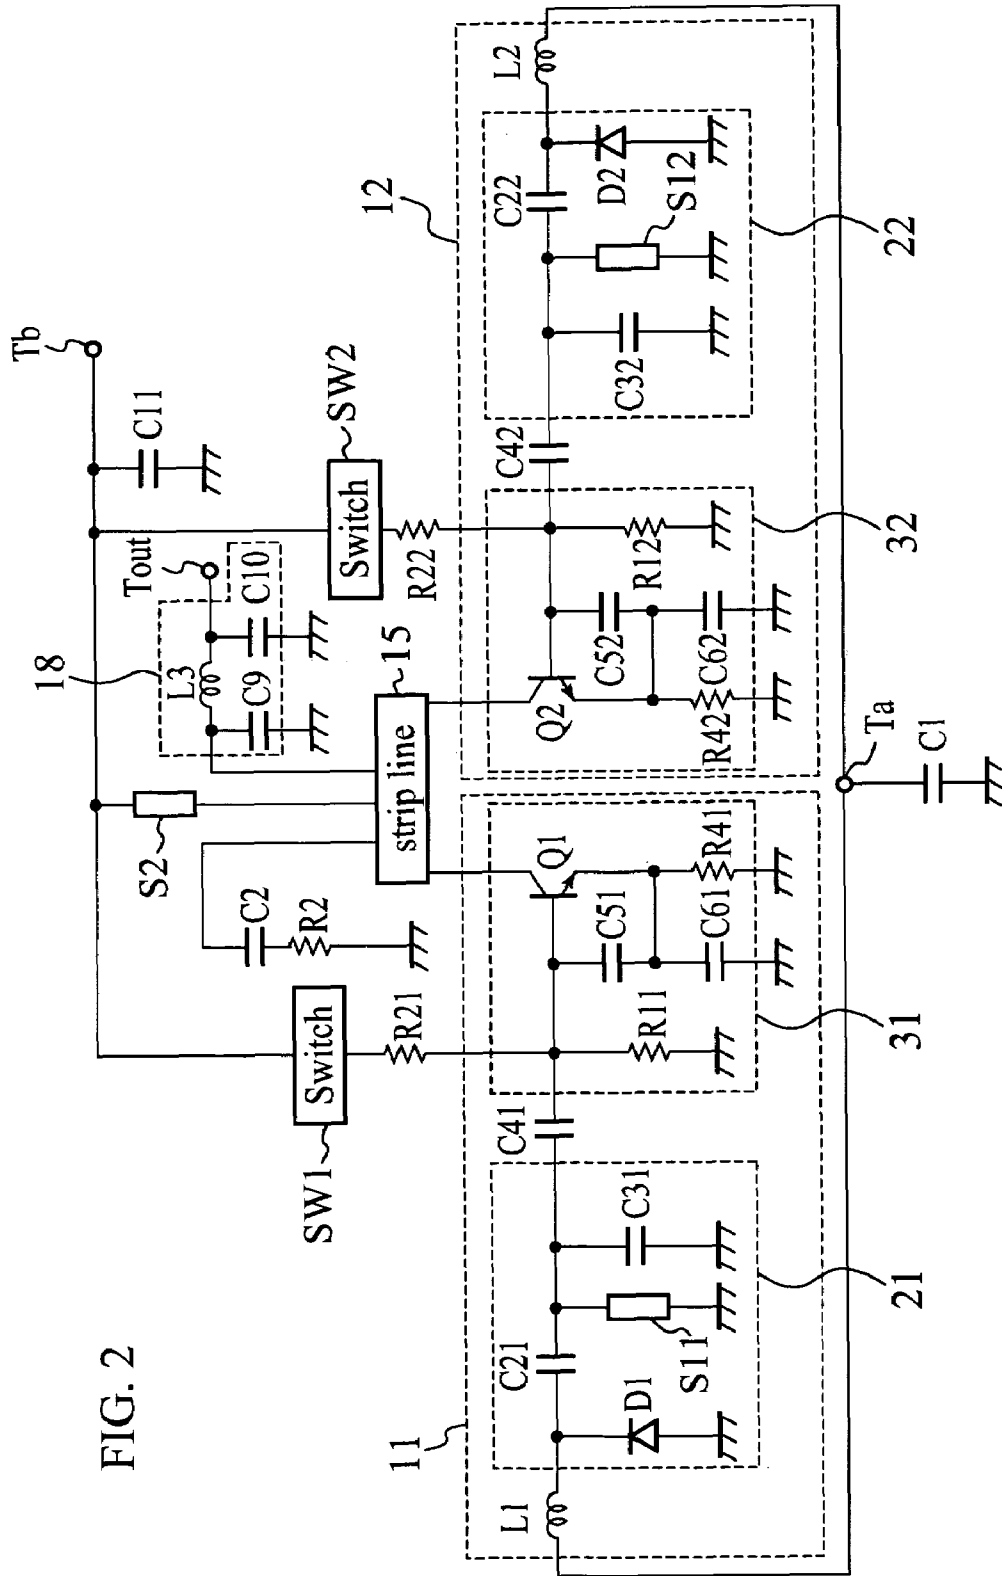 FIG. 2
Tb
C11
Tout
18
L3
C9
C10
S2
C2
R2
15
strip line
SW1
Switch
R21
SW2
Switch
R22
11
L1
21
C21
D1
S11
C31
C41
31
R11
C51
C61
Q1
R41
12
32
Q2
R42
C52
C62
R12
C42
22
C32
S12
C22
D2
L2
Ta
C1